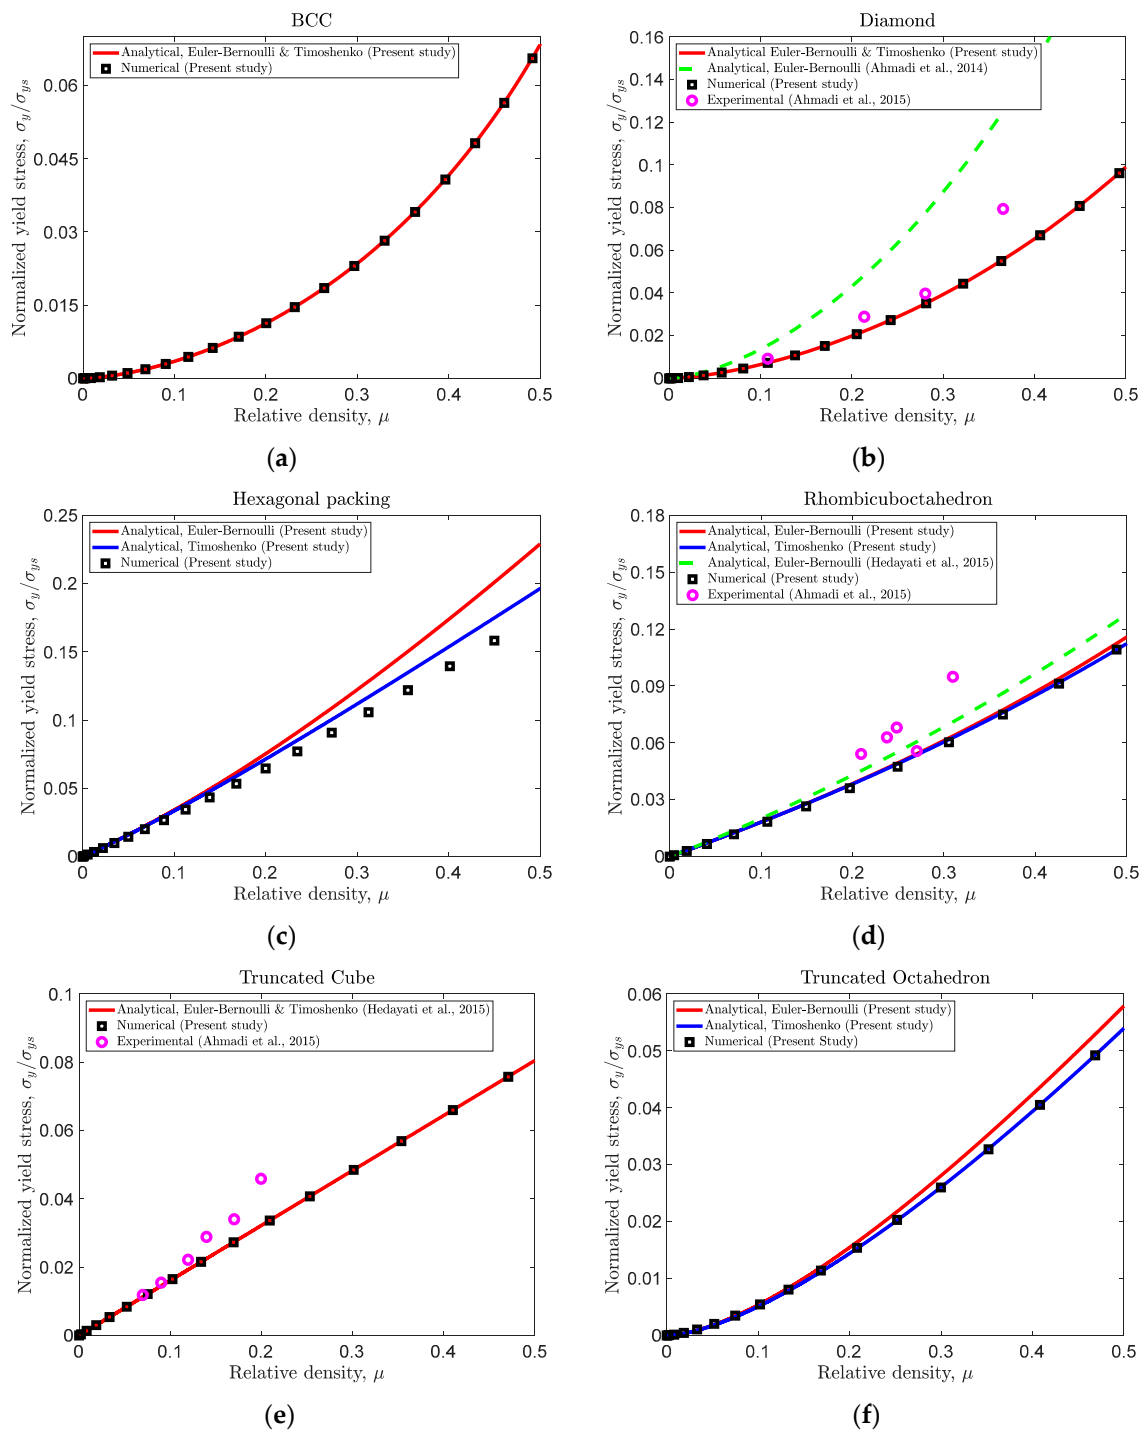 BCC
Analytical, Euler-Bernoulli & Timoshenko (Present study)
Numerical (Present study)
Normalized yield stress, σy/σys
0.06
0.045
0.03
0.015
0
0 0.1 0.2 0.3 0.4 0.5
Relative density, μ
(a)
Diamond
Analytical Euler-Bernoulli & Timoshenko (Present study)
Analytical, Euler-Bernoulli (Ahmadi et al., 2014)
Numerical (Present study)
Experimental (Ahmadi et al., 2015)
Normalized yield stress, σy/σys
0.16
0.14
0.12
0.1
0.08
0.06
0.04
0.02
0
0 0.1 0.2 0.3 0.4 0.5
Relative density, μ
(b)
Hexagonal packing
Analytical, Euler-Bernoulli (Present study)
Analytical, Timoshenko (Present study)
Numerical (Present study)
Normalized yield stress, σy/σys
0.25
0.2
0.15
0.1
0.05
0
0 0.1 0.2 0.3 0.4 0.5
Relative density, μ
(c)
Rhombicuboctahedron
Analytical, Euler-Bernoulli (Present study)
Analytical, Timoshenko (Present study)
Analytical, Euler-Bernoulli (Hedayati et al., 2015)
Numerical (Present study)
Experimental (Ahmadi et al., 2015)
Normalized yield stress, σy/σys
0.18
0.15
0.12
0.09
0.06
0.03
0
0 0.1 0.2 0.3 0.4 0.5
Relative density, μ
(d)
Truncated Cube
Analytical, Euler-Bernoulli & Timoshenko (Hedayati et al., 2015)
Numerical (Present study)
Experimental (Ahmadi et al., 2015)
Normalized yield stress, σy/σys
0.1
0.08
0.06
0.04
0.02
0
0 0.1 0.2 0.3 0.4 0.5
Relative density, μ
(e)
Truncated Octahedron
Analytical, Euler-Bernoulli (Present study)
Analytical, Timoshenko (Present study)
Numerical (Present Study)
Normalized yield stress, σy/σys
0.06
0.05
0.04
0.03
0.02
0.01
0
0 0.1 0.2 0.3 0.4 0.5
Relative density, μ
(f)